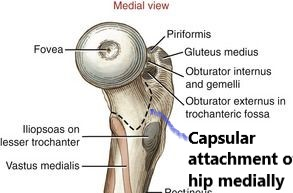 Medial view
Piriformis
Fovea
Gluteus medius
Obturator internus
and gemelli
Obturator externus in
trochanteric fossa
Iliopsoas on
lesser trochanter
Capsular
attachment o
hip medially
Vastus medialis
Pectineus